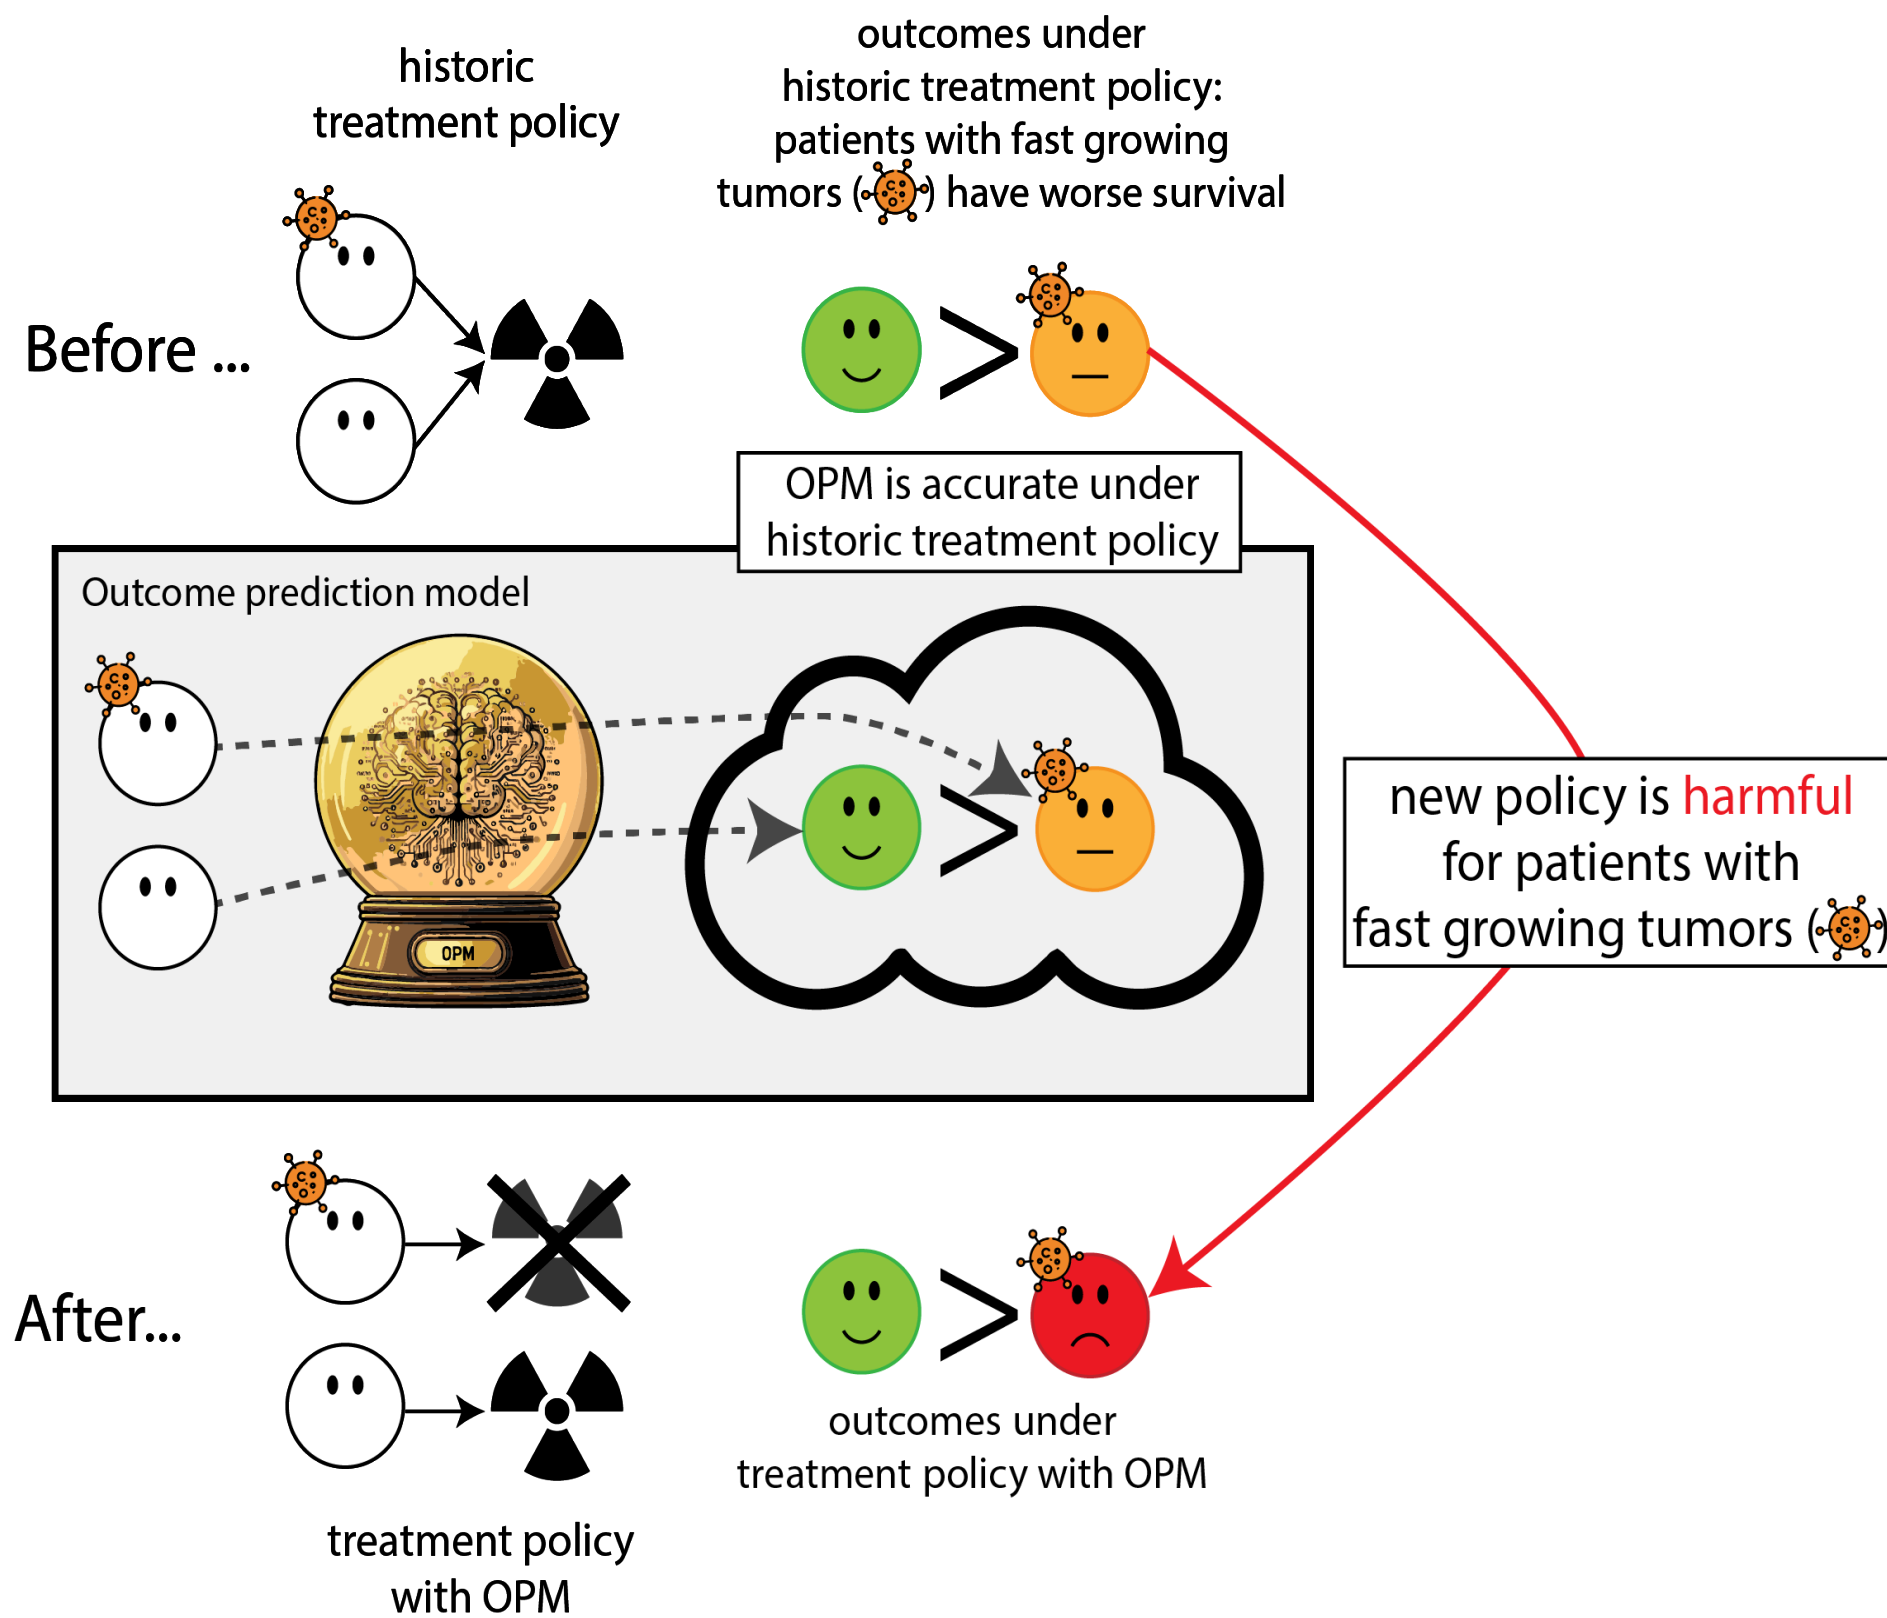 historic
treatment policy
outcomes under
historic treatment policy:
patients with fast growing
tumors ( ) have worse survival
Before ...
OPM is accurate under
historic treatment policy
Outcome prediction model
OPM
new policy is harmful
for patients with
fast growing tumors ( )
After...
outcomes under
treatment policy with OPM
treatment policy
with OPM